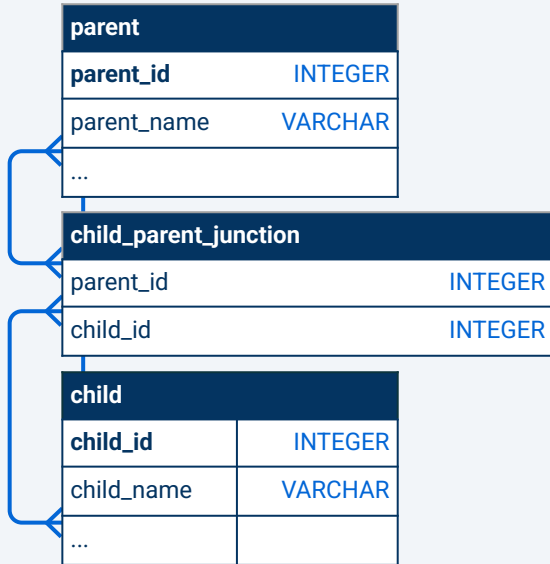 parent
parent_id INTEGER
parent_name VARCHAR
...
child_parent_junction
parent_id INTEGER
child_id INTEGER
child
child_id INTEGER
child_name VARCHAR
...